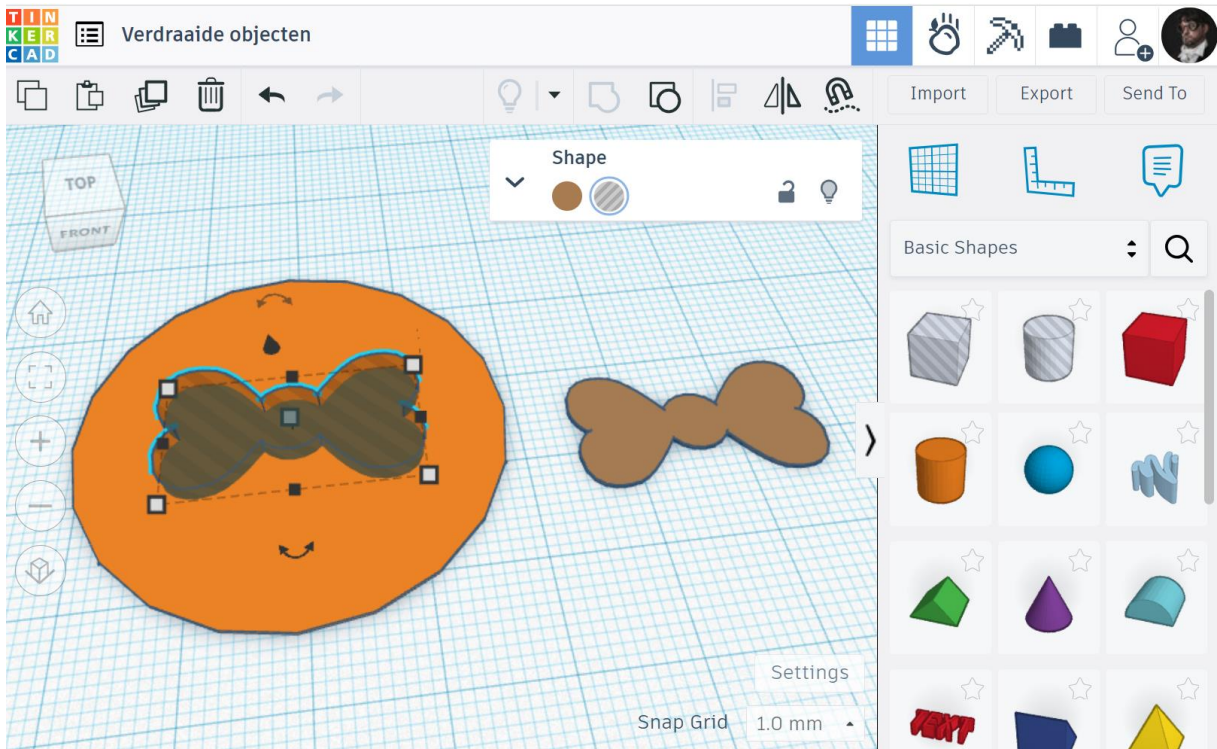 TIN
KER
CAD
Verdraaide objecten
Import
Export
Send To
TOP
FRONT
Shape
Basic Shapes
TEXT
Settings
Snap Grid
1.0 mm